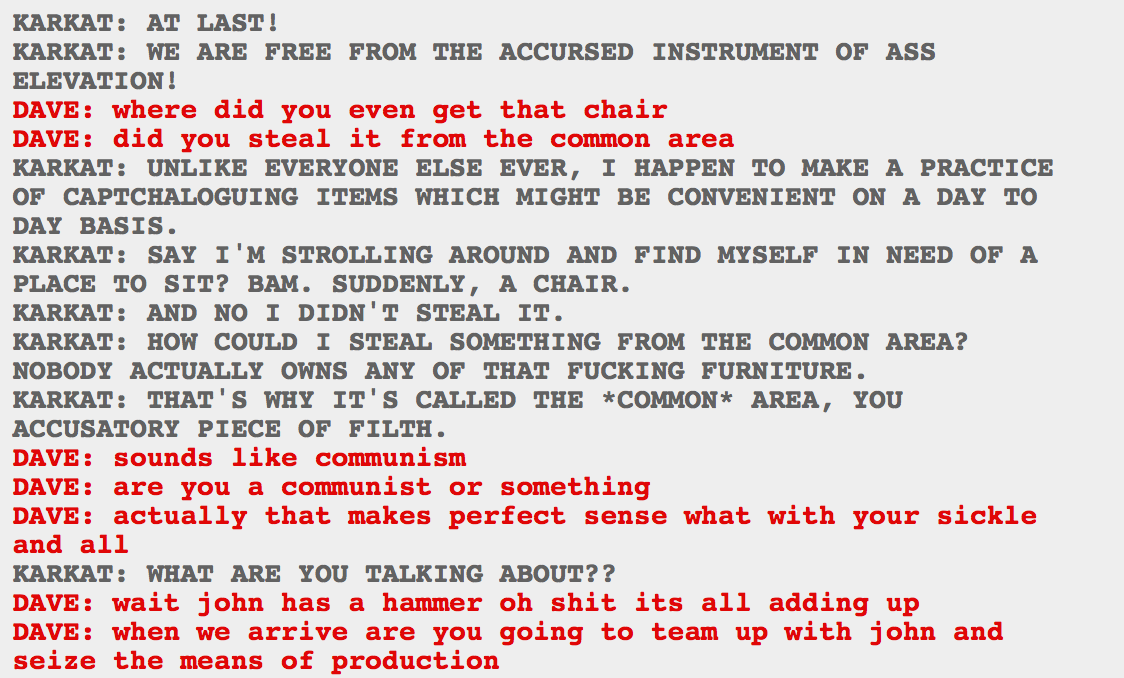 KARKAT: AT LAST!
KARKAT: WE ARE FREE FROM THE ACCURSED INSTRUMENT OF ASS
ELEVATION!
DAVE: where did you even get that chair
DAVE: did you steal it from the common area
KARKAT: UNLIKE EVERYONE ELSE EVER, I HAPPEN TO MAKE A PRACTICE
OF CAPTCHALOGUING ITEMS WHICH MIGHT BE CONVENIENT ON A DAY TO
DAY BASIS.
KARKAT: SAY I'M STROLLING AROUND AND FIND MYSELF IN NEED OF A
PLACE TO SIT? BAM. SUDDENLY, A CHAIR.
KARKAT: AND NO I DIDN'T STEAL IT.
KARKAT: HOW COULD I STEAL SOMETHING FROM THE COMMON AREA?
NOBODY ACTUALLY OWNS ANY OF THAT FUCKING FURNITURE.
KARKAT: THAT'S WHY IT'S CALLED THE *COMMON* AREA, YOU
ACCUSATORY PIECE OF FILTH.
DAVE: sounds like communism
DAVE: are you a communist or something
DAVE: actually that makes perfect sense what with your sickle
and all
KARKAT: WHAT ARE YOU TALKING ABOUT??
DAVE: wait john has a hammer oh shit its all adding up
DAVE: when we arrive are you going to team up with john and
seize the means of production